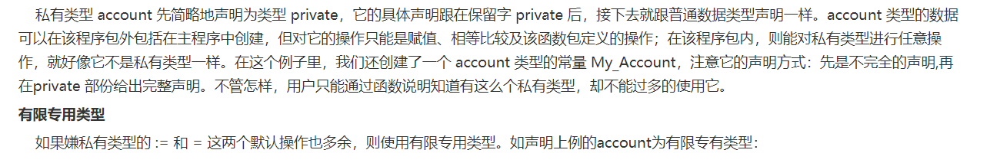 私有类型 account 先简略地声明为类型 private，它的具体声明跟在保留字 private 后，接下去就跟普通数据类型声明一样。account 类型的数据
可以在该程序包外包括在主程序中创建，但对它的操作只能是赋值、相等比较及该函数包定义的操作；在该程序包内，则能对私有类型进行任意操
作，就好像它不是私有类型一样。在这个例子里，我们还创建了一个 account 类型的常量 My_Account，注意它的声明方式：先是不完全的声明,再
在private 部份给出完整声明。不管怎样，用户只能通过函数说明知道有这么个私有类型，却不能过多的使用它。
有限专用类型
如果嫌私有类型的 := 和 = 这两个默认操作也多余，则使用有限专用类型。如声明上例的account为有限专有类型：